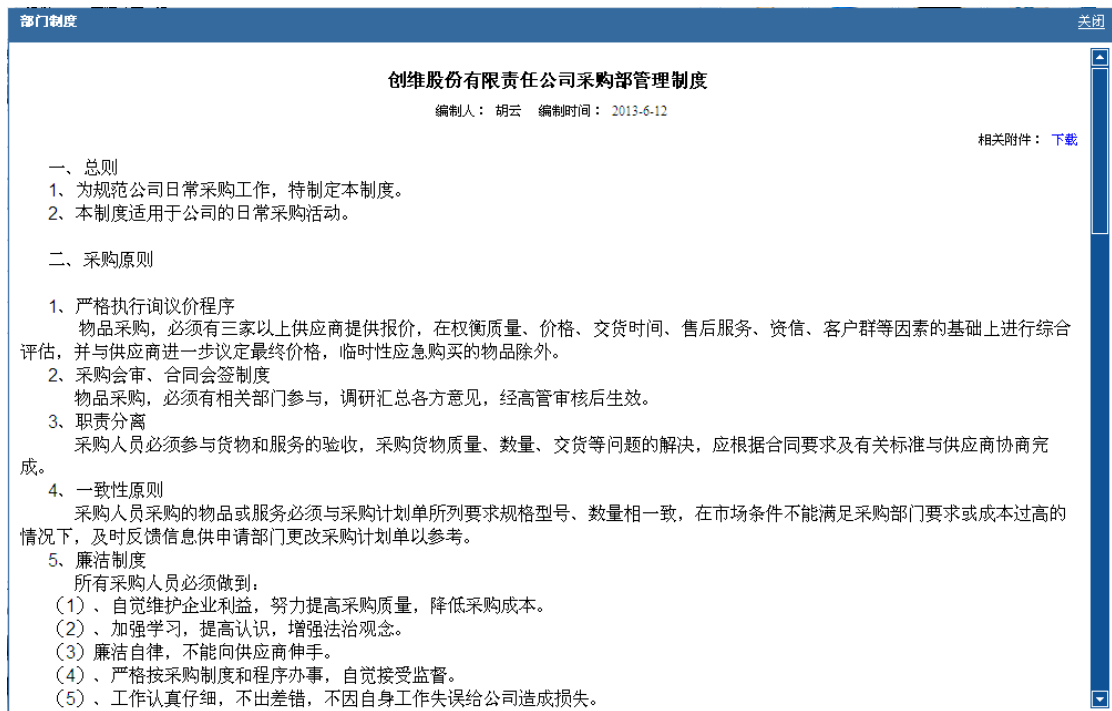 部门制度 关闭
创维股份有限责任公司采购部管理制度
编制人： 胡云 编制时间： 2013-6-12
相关附件： 下载
一、总则
1、为规范公司日常采购工作，特制定本制度。
2、本制度适用于公司的日常采购活动。
二、采购原则
1、严格执行询议价程序
物品采购，必须有三家以上供应商提供报价，在权衡质量、价格、交货时间、售后服务、资信、客户群等因素的基础上进行综合
评估，并与供应商进一步议定最终价格，临时性应急购买的物品除外。
2、采购会审、合同会签制度
物品采购，必须有相关部门参与，调研汇总各方意见，经高管审核后生效。
3、职责分离
采购人员必须参与货物和服务的验收，采购货物质量、数量、交货等问题的解决，应根据合同要求及有关标准与供应商协商完
成。
4、一致性原则
采购人员采购的物品或服务必须与采购计划单所列要求规格型号、数量相一致，在市场条件不能满足采购部门要求或成本过高的
情况下，及时反馈信息供申请部门更改采购计划单以参考。
5、廉洁制度
所有采购人员必须做到：
（1）、自觉维护企业利益，努力提高采购质量，降低采购成本。
（2）、加强学习，提高认识，增强法治观念。
（3）廉洁自律，不能向供应商伸手。
（4）、严格按采购制度和程序办事，自觉接受监督。
（5）、工作认真仔细，不出差错，不因自身工作失误给公司造成损失。